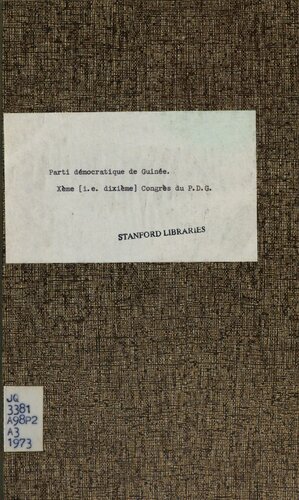 Parti démocratique de Guinée.
Xème [i.e. dixième] Congrès du P.D.G.
STANFORD LIBRARIES
JQ
3381
A98P2
A3
1973